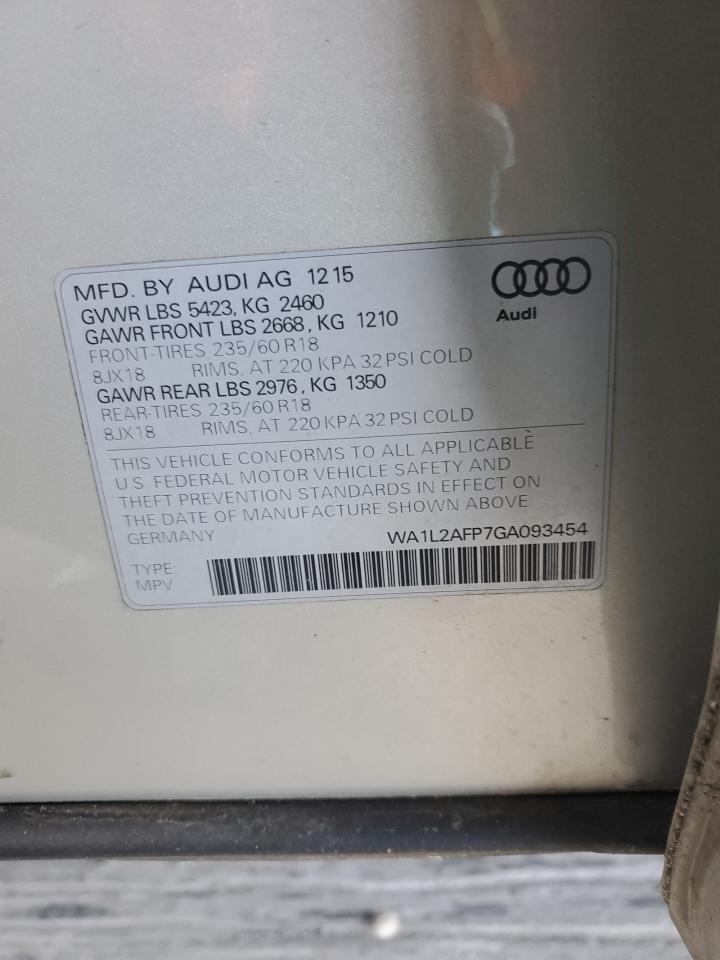 MFD. BY AUDI AG 12 15
GVWR LBS 5423, KG 2460
GAWR FRONT LBS 2668, KG 1210
FRONT-TIRES 235/60 R18
8JX18 RIMS, AT 220 KPA 32 PSI COLD
GAWR REAR LBS 2976, KG 1350
REAR-TIRES 235/60 R18
8JX18 RIMS, AT 220 KPA 32 PSI COLD
Audi
THIS VEHICLE CONFORMS TO ALL APPLICABLE
U.S. FEDERAL MOTOR VEHICLE SAFETY AND
THEFT PREVENTION STANDARDS IN EFFECT ON
THE DATE OF MANUFACTURE SHOWN ABOVE
GERMANY WA1L2AFP7GA093454
TYPE:
MPV